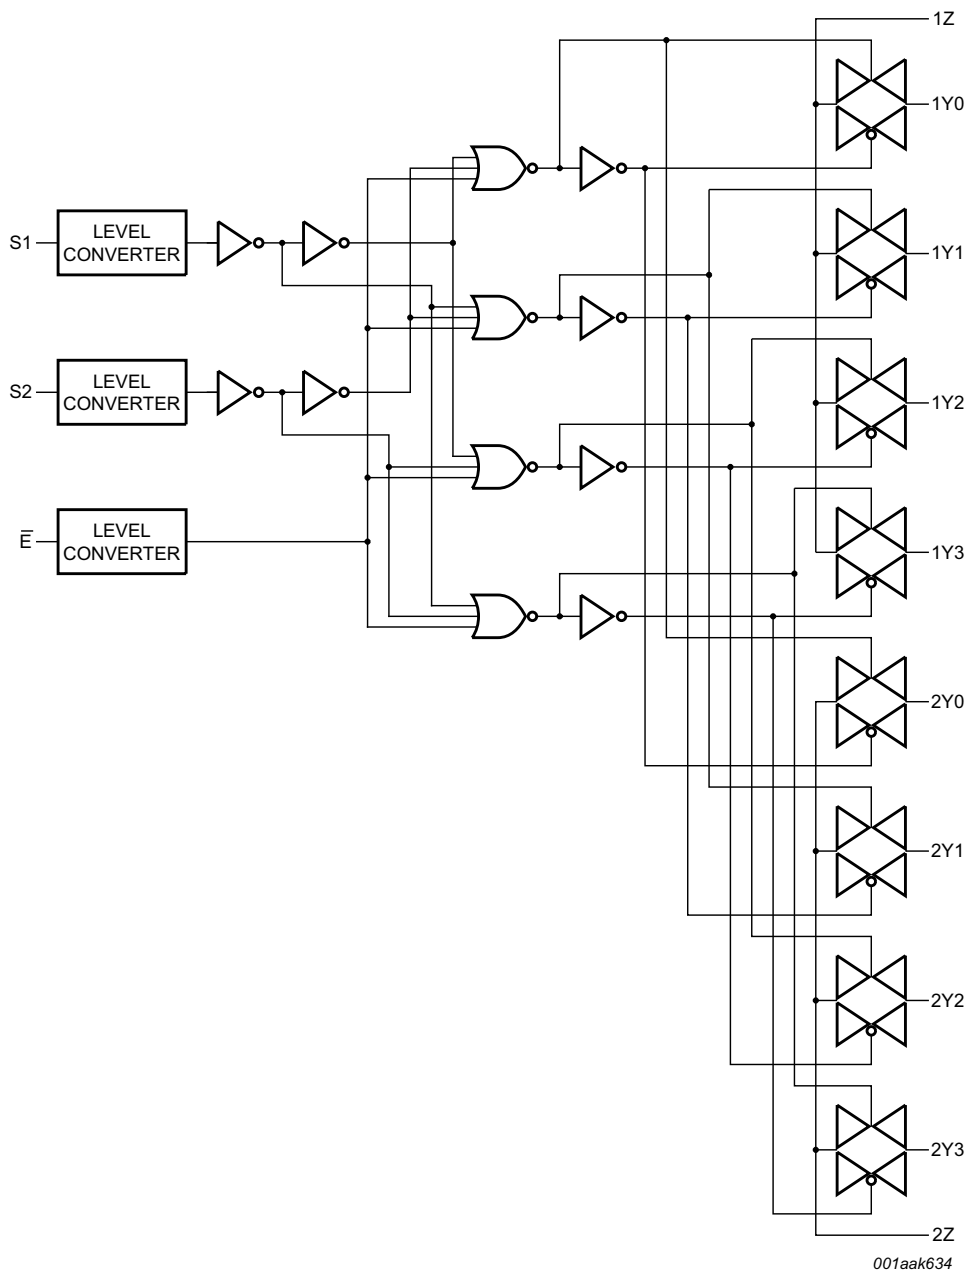 1Z
1Y0
S1
LEVEL
CONVERTER
1Y1
S2
LEVEL
CONVERTER
1Y2
E̅
LEVEL
CONVERTER
1Y3
2Y0
2Y1
2Y2
2Y3
2Z
001aak634